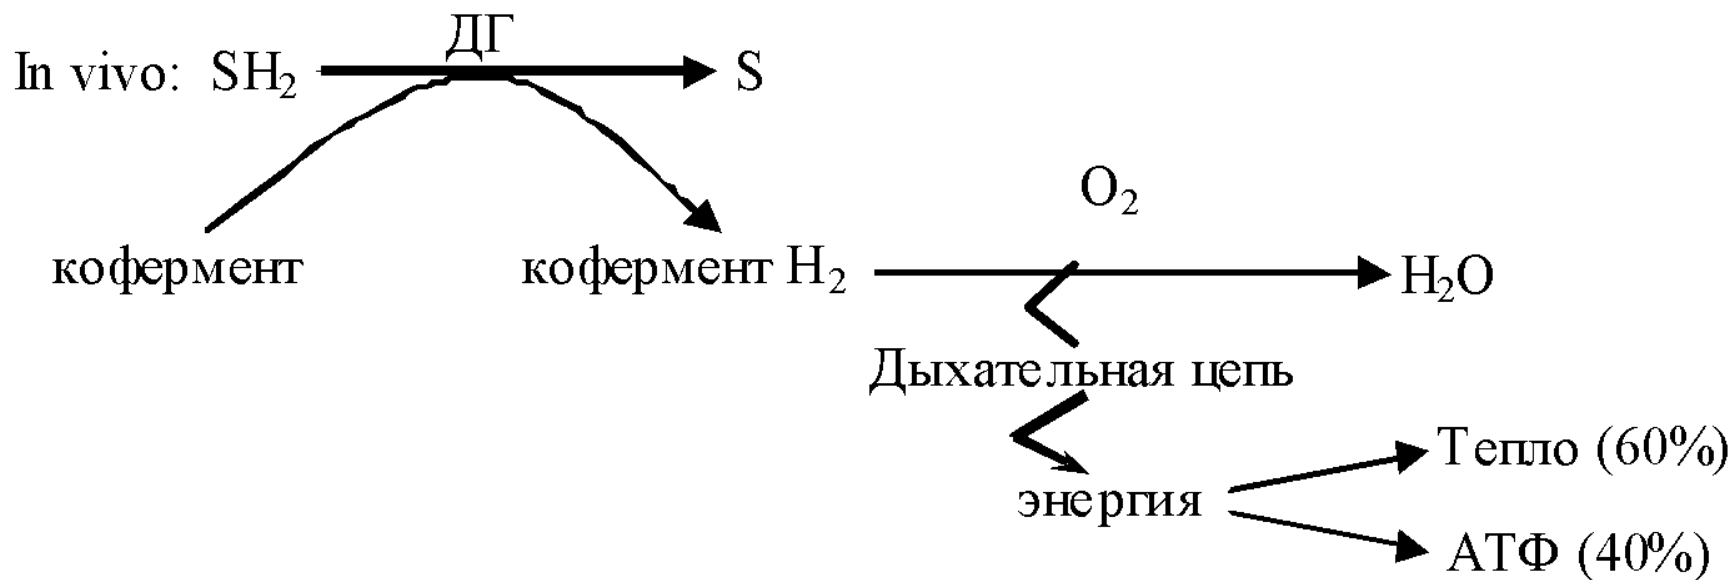 ДГ
In vivo: SH₂ S
O₂
кофермент кофермент H₂ H₂O
Дыхательная цепь
Тепло (60%)
энергия
АТФ (40%)